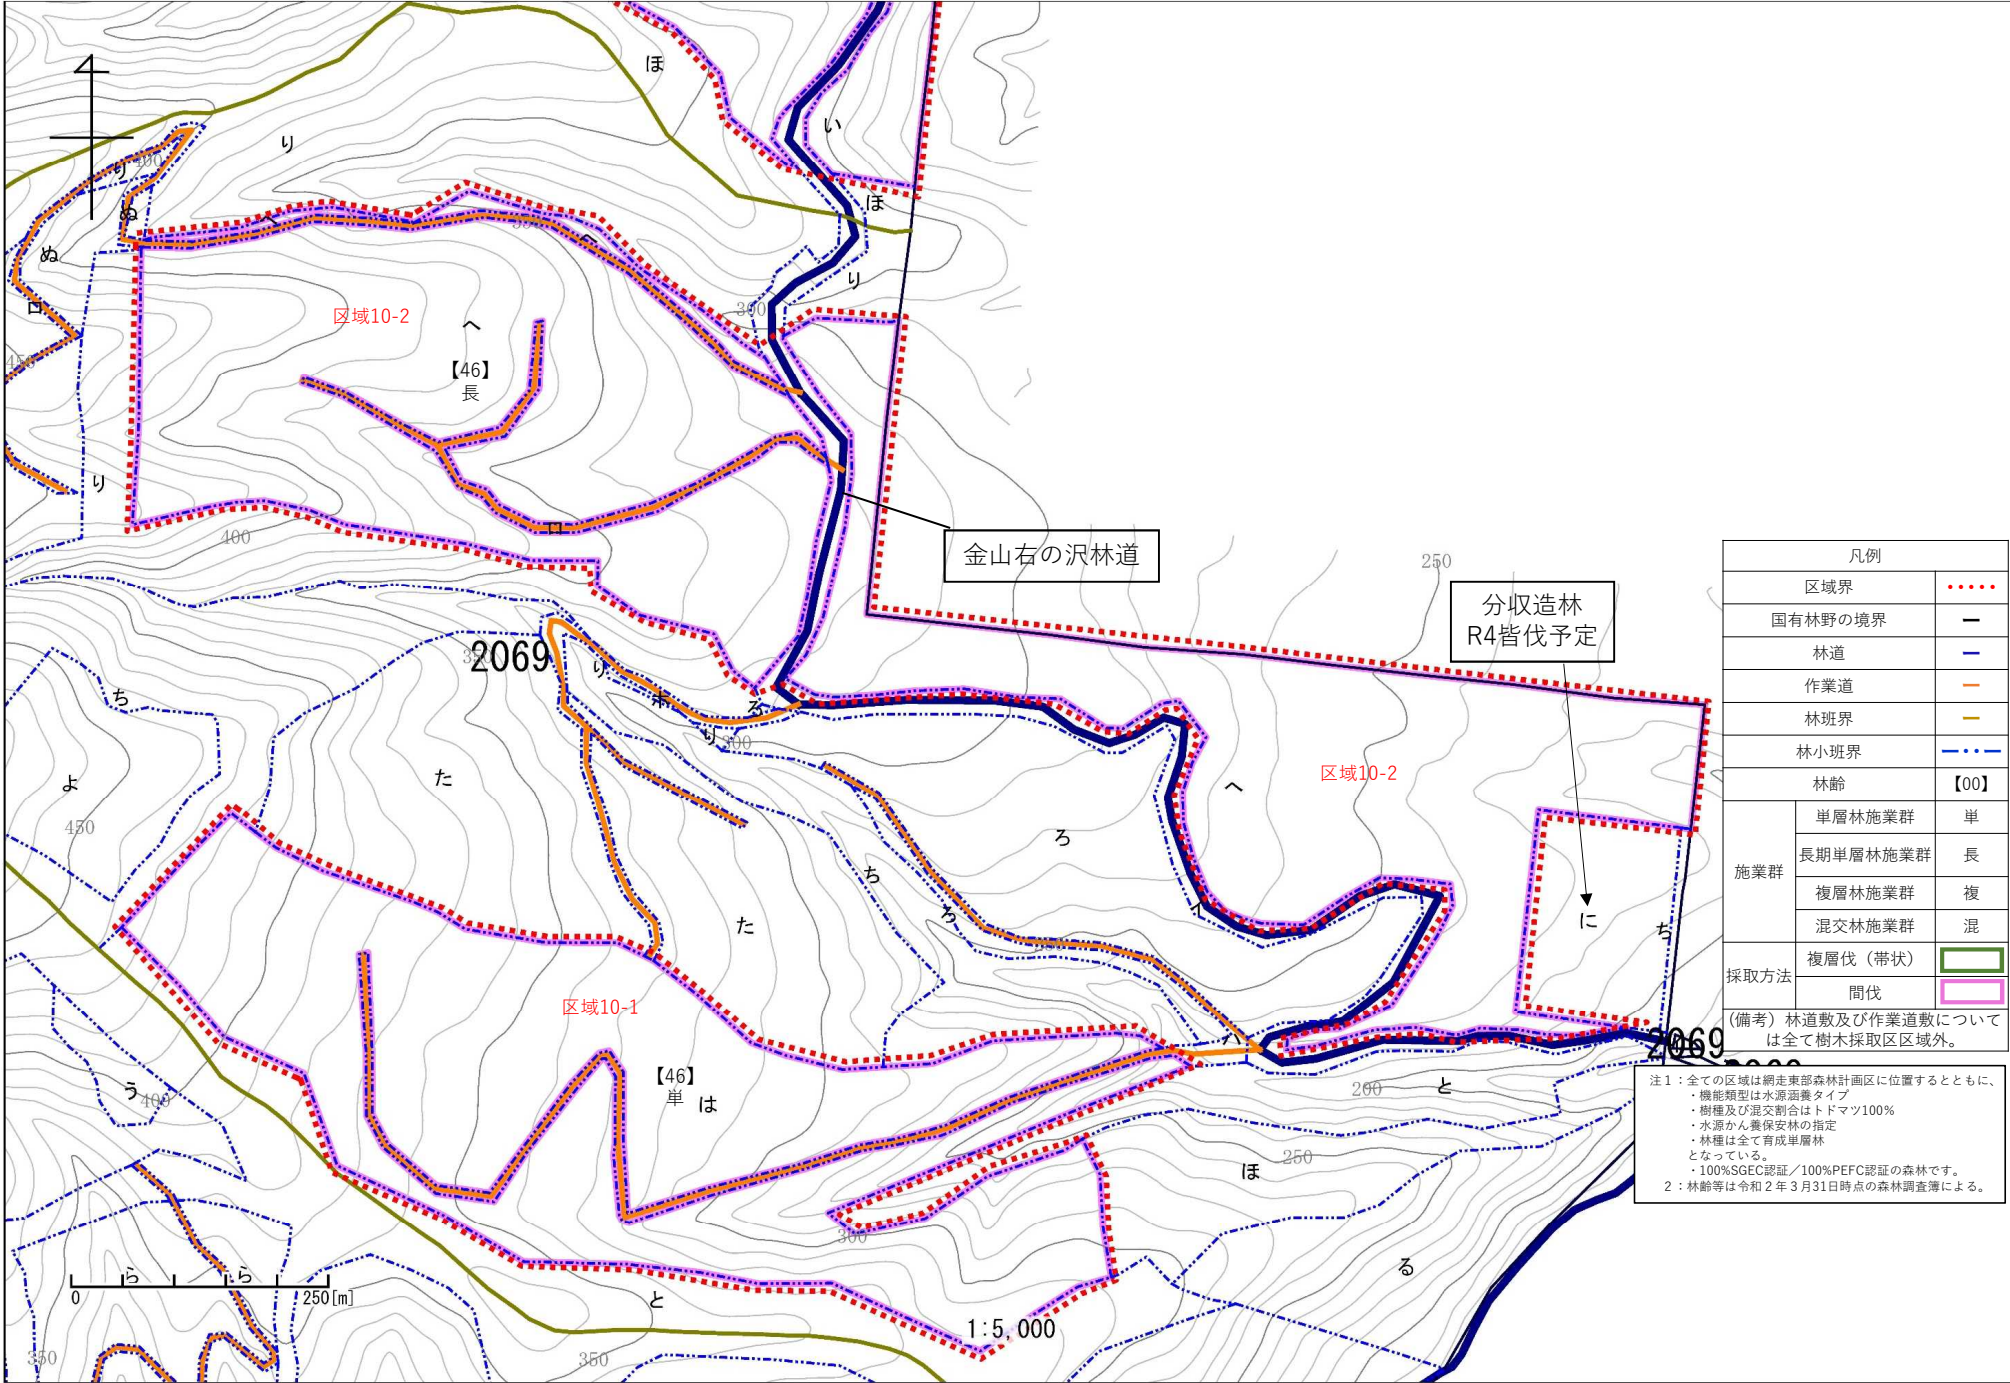 ほ
い
り
400
り
ぬ
ほ
へ
350
へ
ぬ
り
ロ
300
区域10-2
へ
450
【46】
長
り
ロ
400
金山右の沢林道
250
分収造林
R4皆伐予定
2069
350
り
ホ
ろ
り
300
ち
よ
た
450
区域10-2
へ
ろ
ち
た
ろ
イ
に
ち
区域10-1
ハ
2069
【46】
単
は
う
400
200
と
ほ
250
300
る
ら
ら
0
250[m]
と
1:5,000
350
350
凡例
区域界
国有林野の境界
林道
作業道
林班界
林小班界
林齢
【00】
施業群
単層林施業群
単
長期単層林施業群
長
複層林施業群
複
混交林施業群
混
採取方法
複層伐（帯状）
間伐
(備考）林道敷及び作業道敷について
は全て樹木採取区区域外。
注１：全ての区域は網走東部森林計画区に位置するとともに、
・機能類型は水源涵養タイプ
・樹種及び混交割合はトドマツ100%
・水源かん養保安林の指定
・林種は全て育成単層林
となっている。
・100%SGEC認証／100%PEFC認証の森林です。
２：林齢等は令和２年３月31日時点の森林調査簿による。